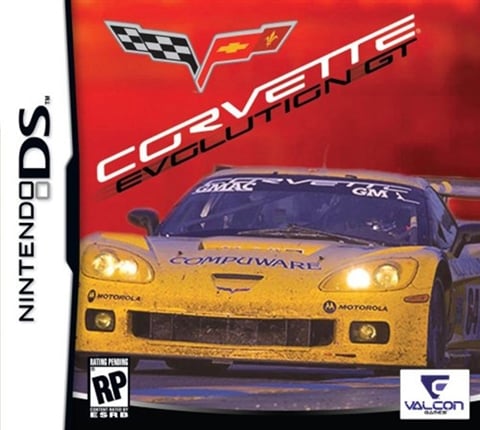 NINTENDO DS™
CORVETTE
EVOLUTION GT
CORVETTE
GMAC
GM
COMPUWARE
MOTOROLA
MOTOROLA
RATING PENDING
RP
CONTENT RATED BY
ESRB
VALCON
GAMES